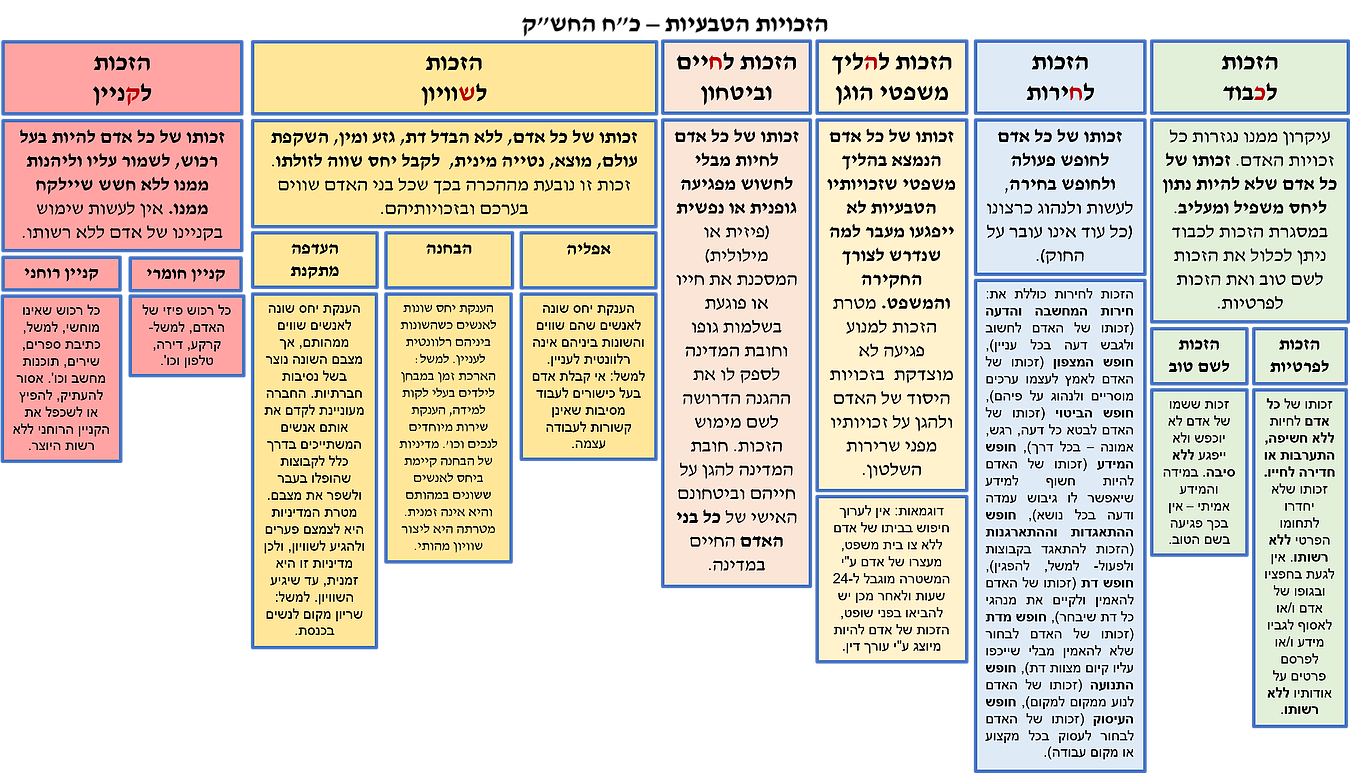 הזכויות הטבעיות – כ״ח החש״ק
הזכות
לכבוד
עיקרון ממנו נגזרות כל
זכויות האדם. זכותו של
כל אדם שלא להיות נתון
ליחס משפיל ומעליב.
במסגרת הזכות לכבוד
ניתן לכלול את הזכות
לשם טוב ואת הזכות
לפרטיות.
הזכות
לפרטיות
זכותו של כל
אדם לחיות
ללא חשיפה,
התערבות או
חדירה לחייו.
זכותו שלא
יחדרו
לתחומו
הפרטי ללא
רשותו. אין
לגעת בחפציו
ובגופו של
אדם ו/או
לאסוף לגביו
מידע ו/או
לפרסם
פרטים על
אודותיו ללא
רשותו.
הזכות
לשם טוב
זכות ששמו
של אדם לא
יוכפש ולא
ייפגע ללא
סיבה. במידה
והמידע
אמיתי – אין
בכך פגיעה
בשם הטוב.
הזכות
לחירות
זכותו של כל אדם
לחופש פעולה
ולחופש בחירה,
לעשות ולנהוג כרצונו
(כל עוד אינו עובר על
החוק).
הזכות לחירות כוללת את:
חירות המחשבה והדעה
(זכותו של האדם לחשוב
ולגבש דעה בכל עניין),
חופש המצפון (זכותו של
האדם לאמץ לעצמו ערכים
מוסריים ולנהוג על פיהם),
חופש הביטוי (זכותו של
האדם לבטא כל דעה, רגש,
אמונה – בכל דרך), חופש
המידע (זכותו של האדם
להיות חשוף למידע
שיאפשר לו גיבוש עמדה
ודעה בכל נושא), חופש
ההתאגדות וההתארגנות
(הזכות להתאגד בקבוצות
ולפעול- למשל, להפגין),
חופש דת (זכותו של האדם
להאמין ולקיים את מנהגי
כל דת שיבחר), חופש מדת
(זכותו של האדם לבחור
שלא להאמין מבלי שייכפו
עליו קיום מצוות דת), חופש
התנועה (זכותו של האדם
לנוע ממקום למקום), חופש
העיסוק (זכותו של האדם
לבחור לעסוק בכל מקצוע
או מקום עבודה).
הזכות להליך
משפטי הוגן
זכותו של כל אדם
הנמצא בהליך
משפטי שזכויותיו
הטבעיות לא
ייפגעו מעבר למה
שנדרש לצורך
החקירה
והמשפט. מטרת
הזכות למנוע
פגיעה לא
מוצדקת בזכויות
היסוד של האדם
ולהגן על זכויותיו
מפני שרירות
השלטון.
דוגמאות: אין לערוך
חיפוש בביתו של אדם
ללא צו בית משפט,
מעצרו של אדם ע"י
המשטרה מוגבל ל-24
שעות ולאחר מכן יש
להביאו בפני שופט,
הזכות של אדם להיות
מיוצג ע"י עורך דין.
הזכות לחיים
וביטחון
זכותו של כל אדם
לחיות מבלי
לחשוש מפגיעה
גופנית או נפשית
(פיזית או
מילולית)
המסכנת את חייו
או פוגעת
בשלמות גופו
וחובת המדינה
לספק לו את
ההגנה הדרושה
לשם מימוש
הזכות. חובת
המדינה להגן על
חייהם וביטחונם
האישי של כל בני
האדם החיים
במדינה.
הזכות
לשוויון
זכותו של כל אדם, ללא הבדל דת, גזע ומין, השקפת
עולם, מוצא, נטייה מינית, לקבל יחס שווה לזולתו.
זכות זו נובעת מההכרה בכך שכל בני האדם שווים
בערכם ובזכויותיהם.
אפליה
הענקת יחס שונה
לאנשים שהם שווים
והשונות ביניהם אינה
רלוונטית לעניין.
למשל: אי קבלת אדם
בעל כישורים לעבוד
מסיבות שאינן
קשורות לעבודה
עצמה.
הבחנה
הענקת יחס שונות
לאנשים כשהשונות
ביניהם רלוונטית
לעניין. למשל:
הארכת זמן במבחן
לילדים בעלי לקות
למידה, הענקת
שירות מיוחדים
לנכים וכו'. מדיניות
של הבחנה קיימת
ביחס לאנשים
ששונים במהותם
והיא אינה זמנית.
מטרתה היא ליצור
שוויון מהותי.
העדפה
מתקנת
הענקת יחס שונה
לאנשים שווים
ממהותם, אך
מצבם השונה נוצר
בשל נסיבות
חברתיות. החברה
מעוניינת לקדם את
אותם אנשים
המשתייכים בדרך
כלל לקבוצות
שהופלו בעבר
ולשפר את מצבם.
מטרת המדיניות
היא לצמצם פערים
ולהגיע לשוויון, ולכן
מדיניות זו היא
זמנית, עד שיגיע
השוויון. למשל:
שריון מקום לנשים
בכנסת.
הזכות
לקניין
זכותו של כל אדם להיות בעל
רכוש, לשמור עליו וליהנות
ממנו ללא חשש שיילקח
ממנו. אין לעשות שימוש
בקניינו של אדם ללא רשותו.
קניין חומרי
כל רכוש פיזי של
האדם, למשל-
קרקע, דירה,
טלפון וכו'.
קניין רוחני
כל רכוש שאינו
מוחשי, למשל,
כתיבת ספרים,
שירים, תוכנות
מחשב וכו'. אסור
להעתיק, להפיץ
או לשכפל את
הקניין הרוחני ללא
רשות היוצר.